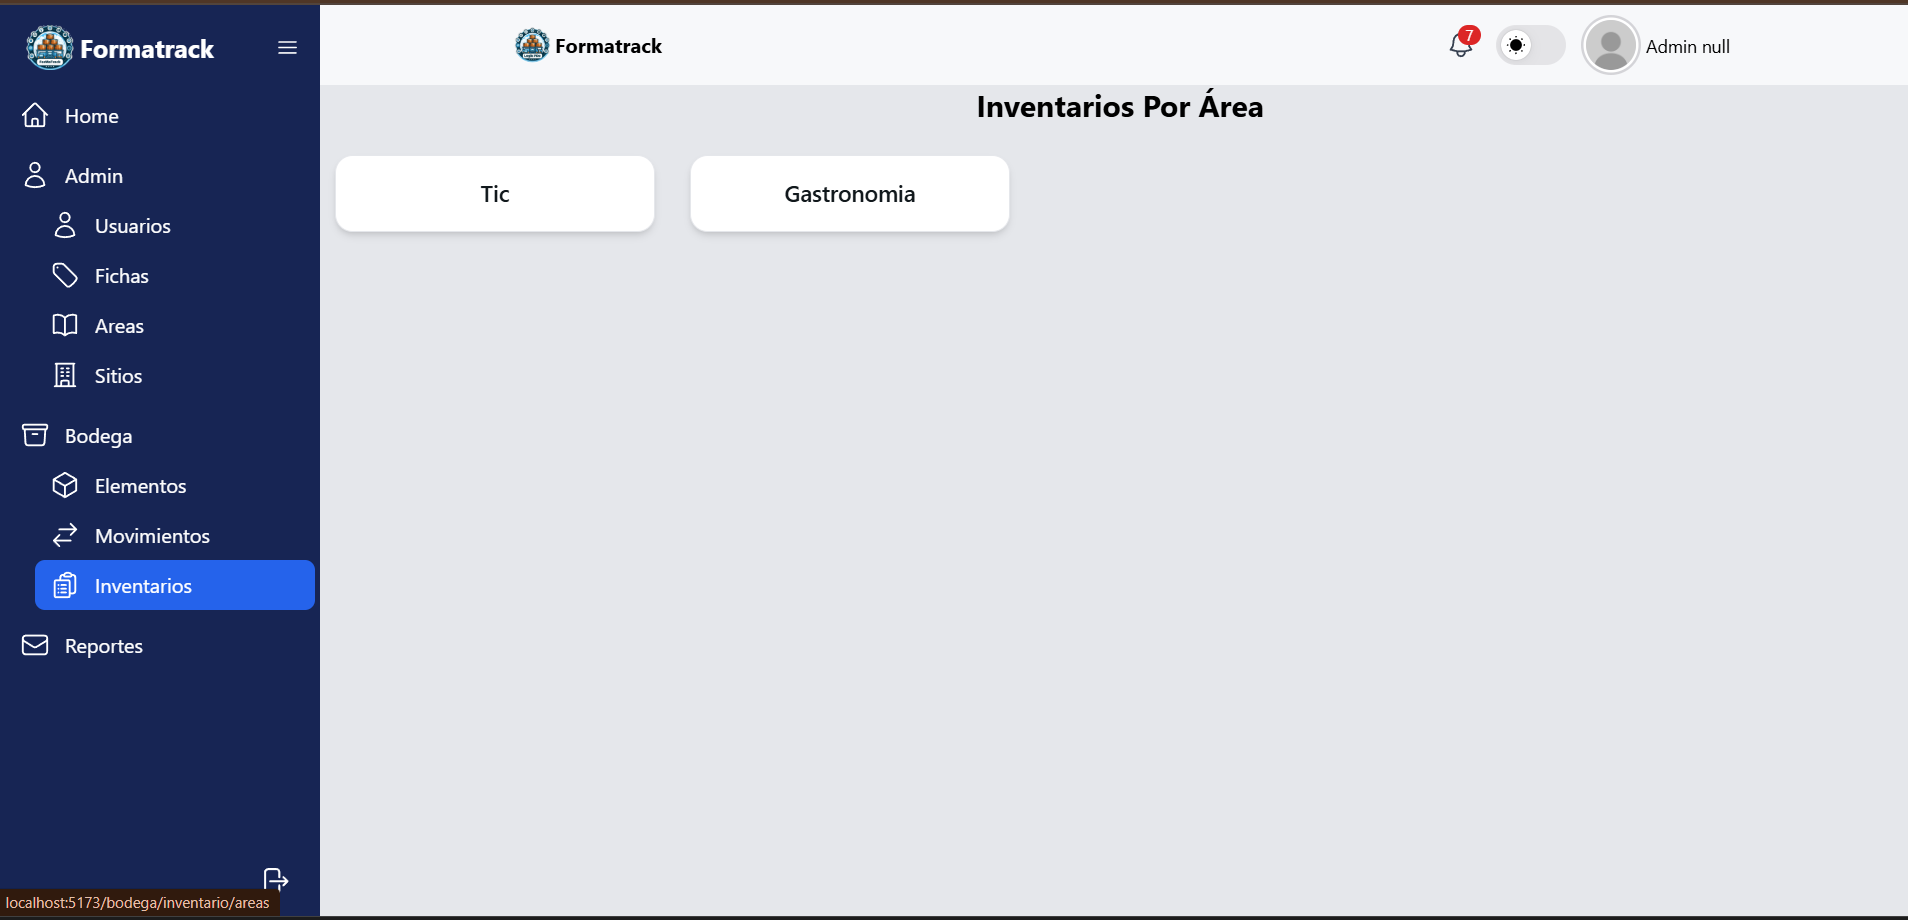 Formatrack
Home
Admin
Usuarios
Fichas
Areas
Sitios
Bodega
Elementos
Movimientos
Inventarios
Reportes
localhost:5173/bodega/inventario/areas
Formatrack
7
Admin null
Inventarios Por Área
Tic
Gastronomia